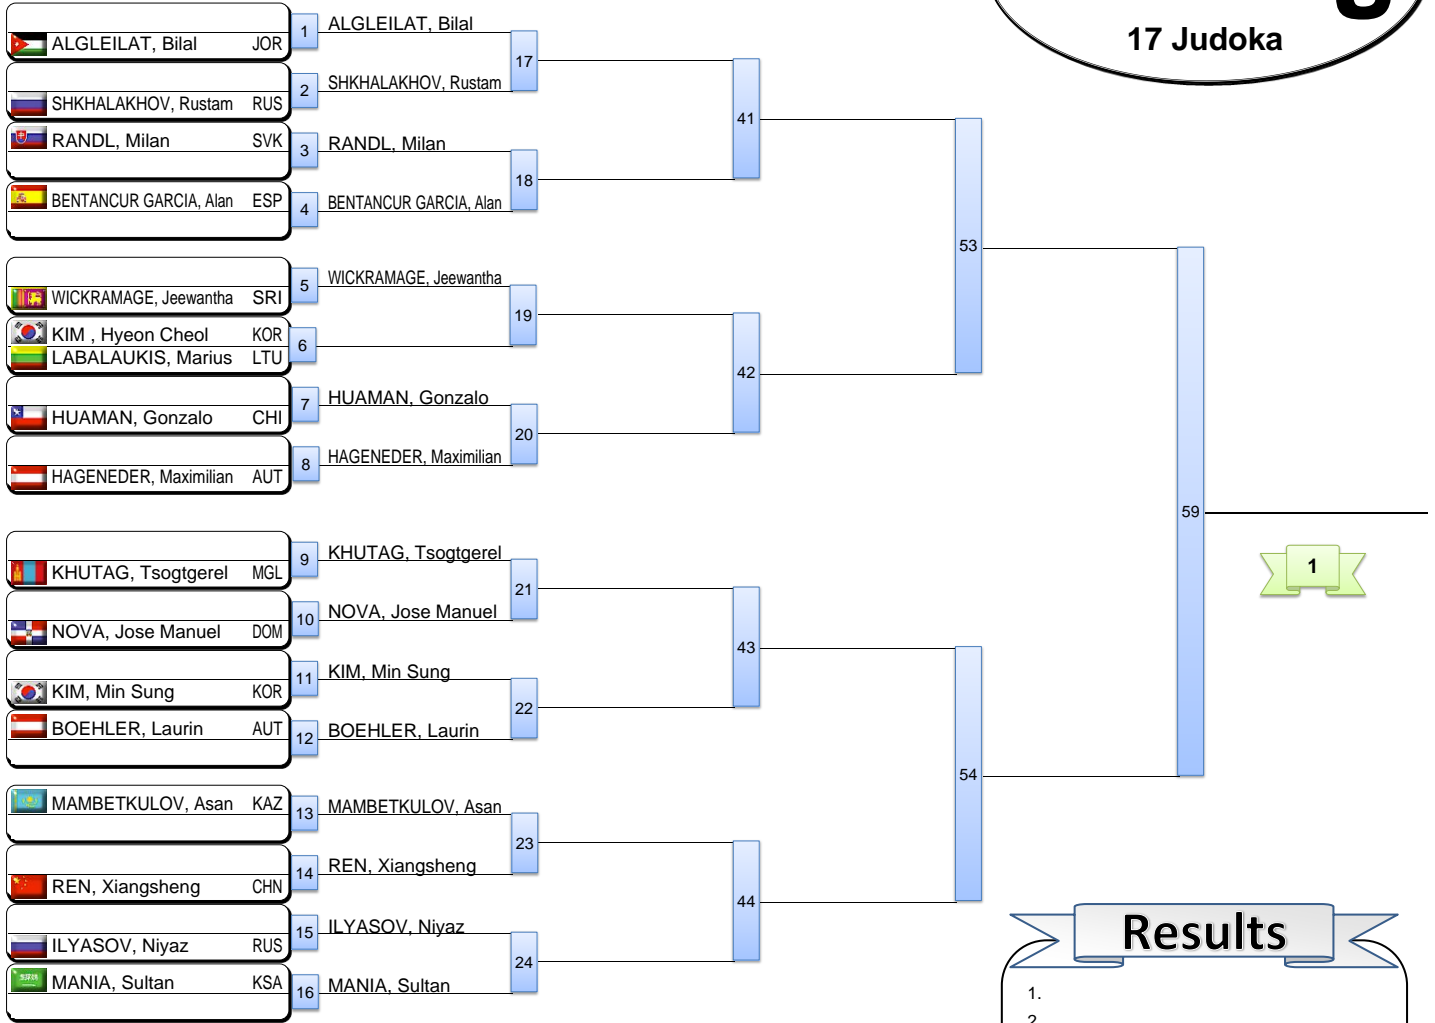 17 Judoka
ALGLEILAT, Bilal JOR
1
ALGLEILAT, Bilal
17
SHKHALAKHOV, Rustam RUS
2
SHKHALAKHOV, Rustam
41
RANDL, Milan SVK
3
RANDL, Milan
18
BENTANCUR GARCIA, Alan ESP
4
BENTANCUR GARCIA, Alan
53
WICKRAMAGE, Jeewantha SRI
5
WICKRAMAGE, Jeewantha
19
KIM , Hyeon Cheol KOR
LABALAUKIS, Marius LTU
6
42
HUAMAN, Gonzalo CHI
7
HUAMAN, Gonzalo
20
HAGENEDER, Maximilian AUT
8
HAGENEDER, Maximilian
59
1
KHUTAG, Tsogtgerel MGL
9
KHUTAG, Tsogtgerel
21
NOVA, Jose Manuel DOM
10
NOVA, Jose Manuel
43
KIM, Min Sung KOR
11
KIM, Min Sung
22
BOEHLER, Laurin AUT
12
BOEHLER, Laurin
54
MAMBETKULOV, Asan KAZ
13
MAMBETKULOV, Asan
23
REN, Xiangsheng CHN
14
REN, Xiangsheng
44
ILYASOV, Niyaz RUS
15
ILYASOV, Niyaz
24
MANIA, Sultan KSA
16
MANIA, Sultan
Results
1.
2.